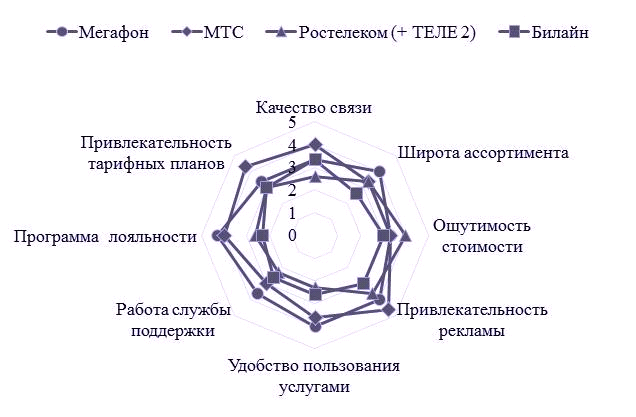 Мегафон МТС Ростелеком (+ ТЕЛЕ 2) Билайн
Качество связи
Широта ассортимента
Ощутимость
стоимости
Привлекательность
рекламы
Удобство пользования
услугами
Работа службы
поддержки
Программа лояльности
Привлекательность
тарифных планов
5
4
3
2
1
0